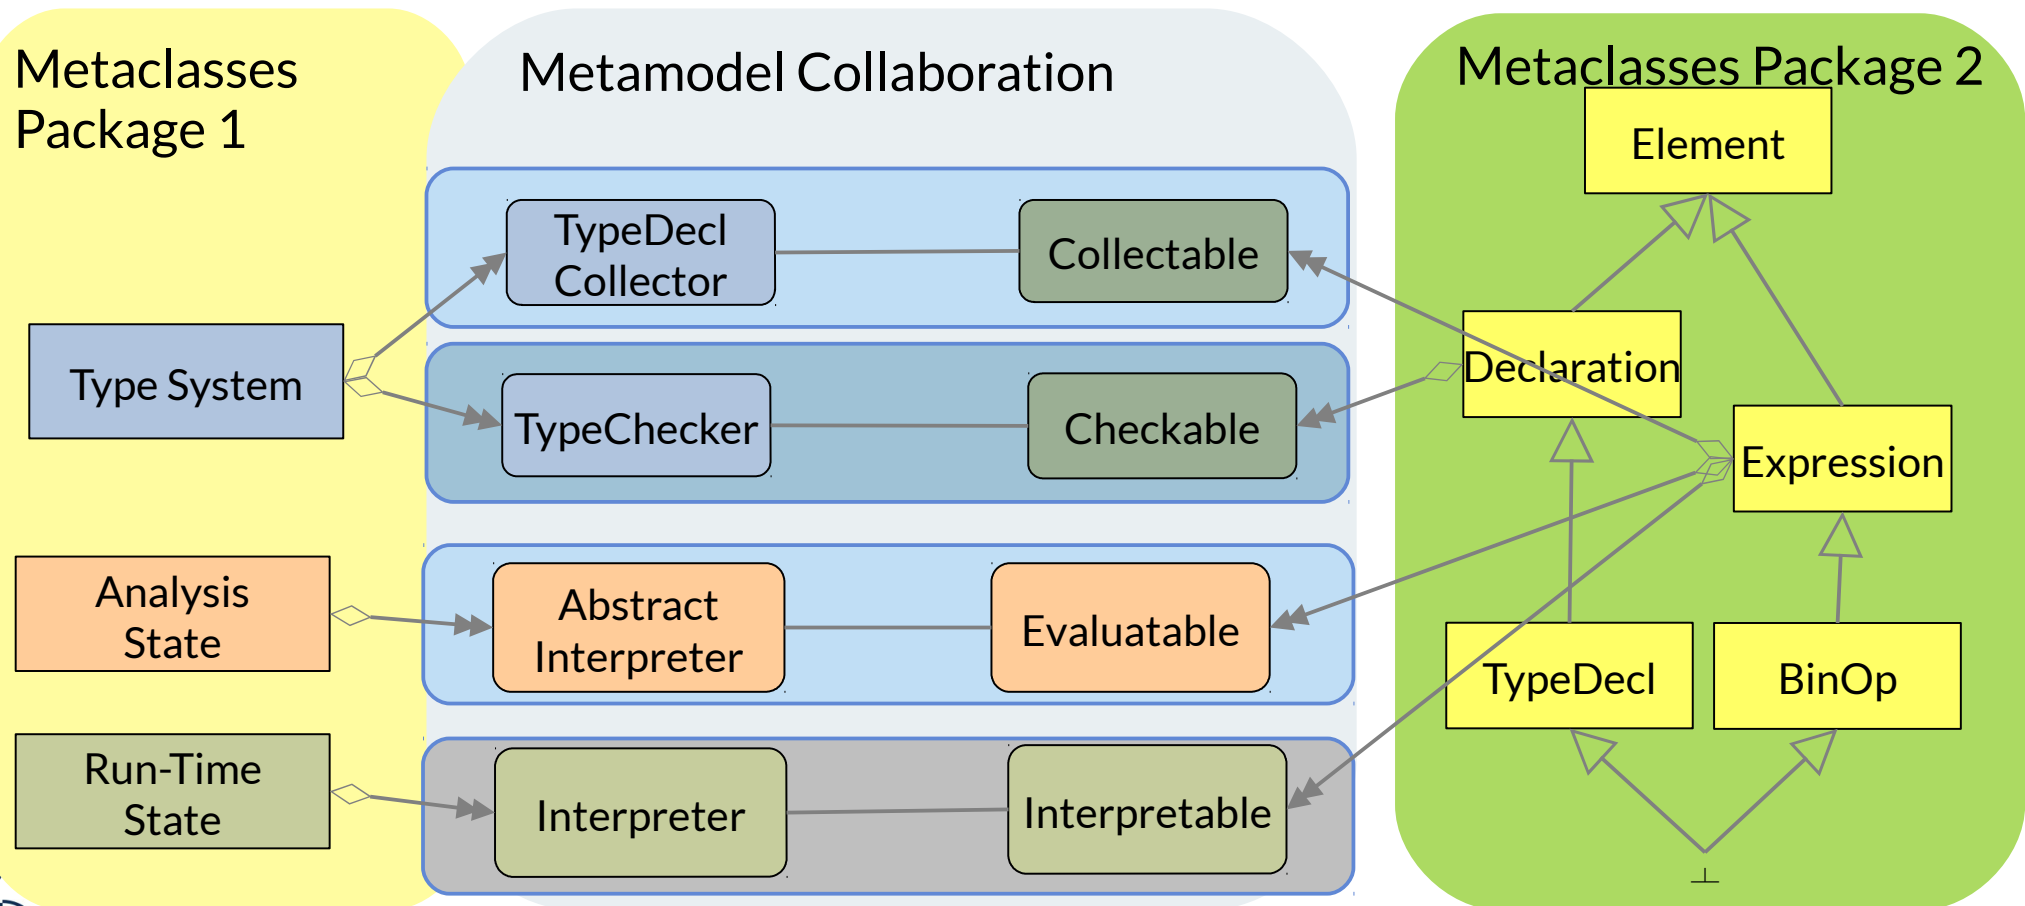 Metaclasses
Package 1
Metamodel Collaboration
Metaclasses Package 2
Element
TypeDecl
Collector
Collectable
Type System
Declaration
TypeChecker
Checkable
Expression
Analysis
State
Abstract
Interpreter
Evaluatable
TypeDecl
BinOp
Run-Time
State
Interpreter
Interpretable